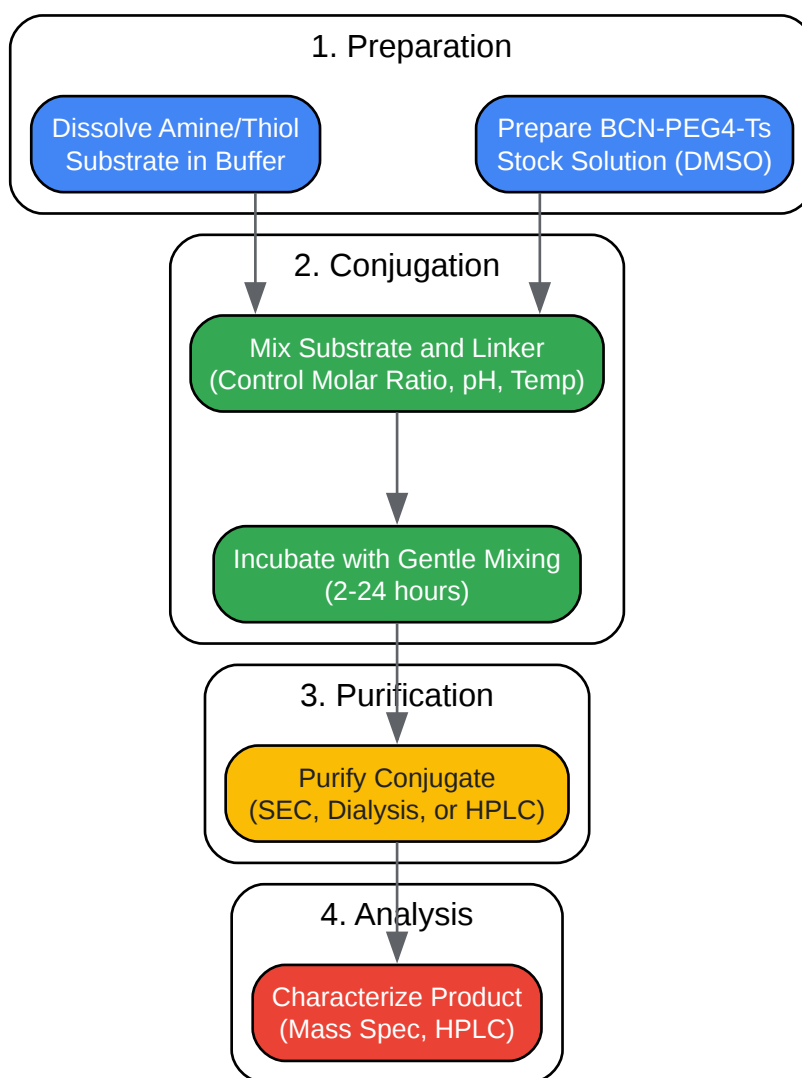 1. Preparation
Dissolve Amine/Thiol
Substrate in Buffer
Prepare BCN-PEG4-Ts
Stock Solution (DMSO)
2. Conjugation
Mix Substrate and Linker
(Control Molar Ratio, pH, Temp)
Incubate with Gentle Mixing
(2-24 hours)
3. Purification
Purify Conjugate
(SEC, Dialysis, or HPLC)
4. Analysis
Characterize Product
(Mass Spec, HPLC)